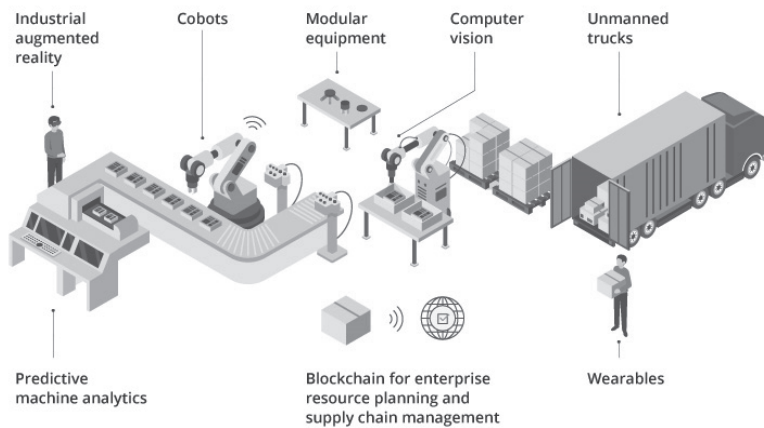 Industrial
augmented
reality
Cobots
Modular
equipment
Computer
vision
Unmanned
trucks
Predictive
machine analytics
Blockchain for enterprise
resource planning and
supply chain management
Wearables